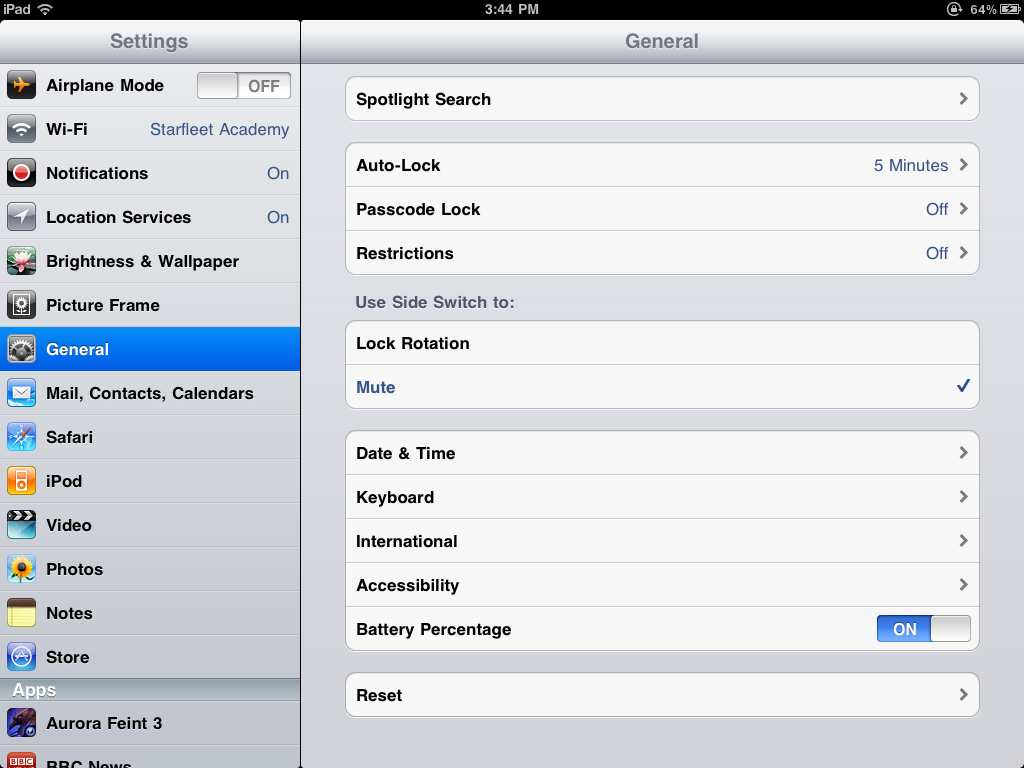 iPad 3:44 PM 64%
Settings
Airplane Mode OFF
Wi-Fi Starfleet Academy
Notifications On
Location Services On
Brightness & Wallpaper
Picture Frame
General
Mail, Contacts, Calendars
Safari
iPod
Video
Photos
Notes
Store
Apps
Aurora Feint 3
BBC BBC News
General
Spotlight Search
Auto-Lock 5 Minutes
Passcode Lock Off
Restrictions Off
Use Side Switch to:
Lock Rotation
Mute
Date & Time
Keyboard
International
Accessibility
Battery Percentage ON
Reset